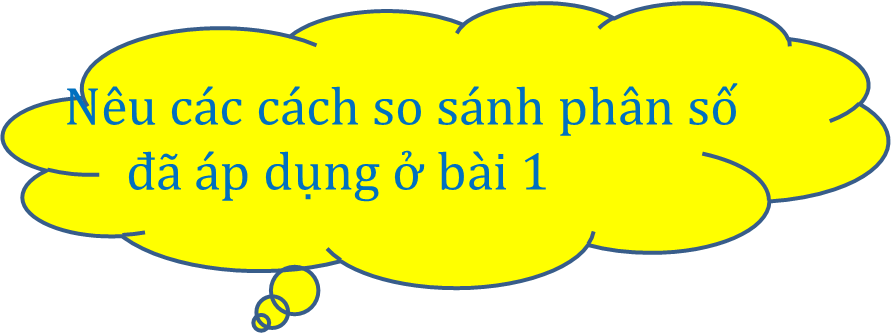 Nêu các cách so sánh phân số
đã áp dụng ở bài 1